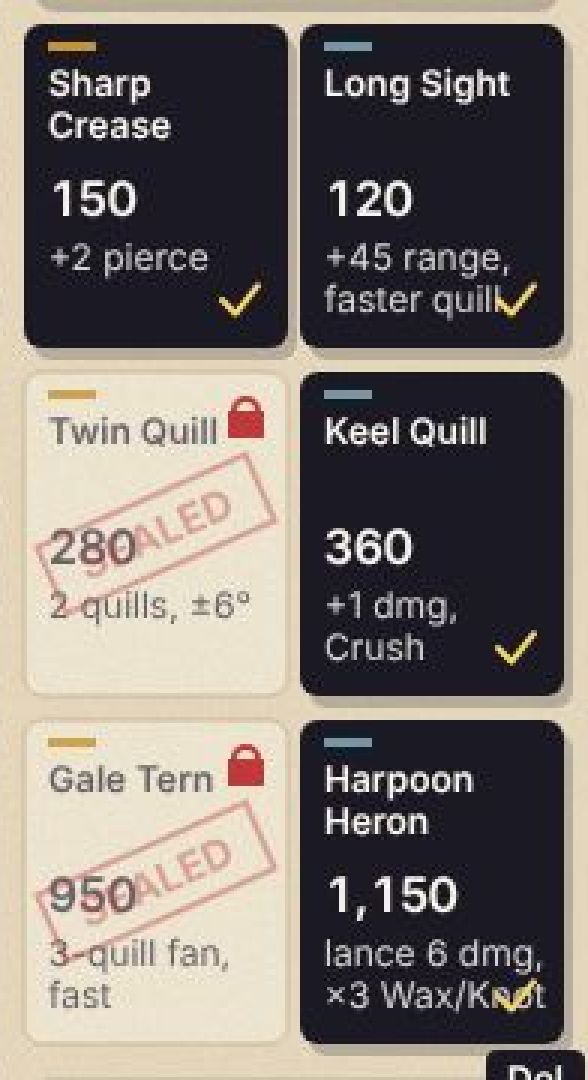 Sharp
Crease
150
+2 pierce
Long Sight
120
+45 range,
faster quill
Twin Quill
280
SEALED
2 quills, ±6°
Keel Quill
360
+1 dmg,
Crush
Gale Tern
950
SEALED
3-quill fan,
fast
Harpoon
Heron
1,150
lance 6 dmg,
×3 Wax/Knot